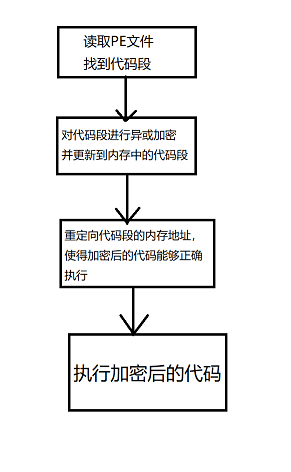 读取PE文件
找到代码段
对代码段进行异或加密
并更新到内存中的代码段
重定向代码段的内存地址，
使得加密后的代码能够正确
执行
执行加密后的代码